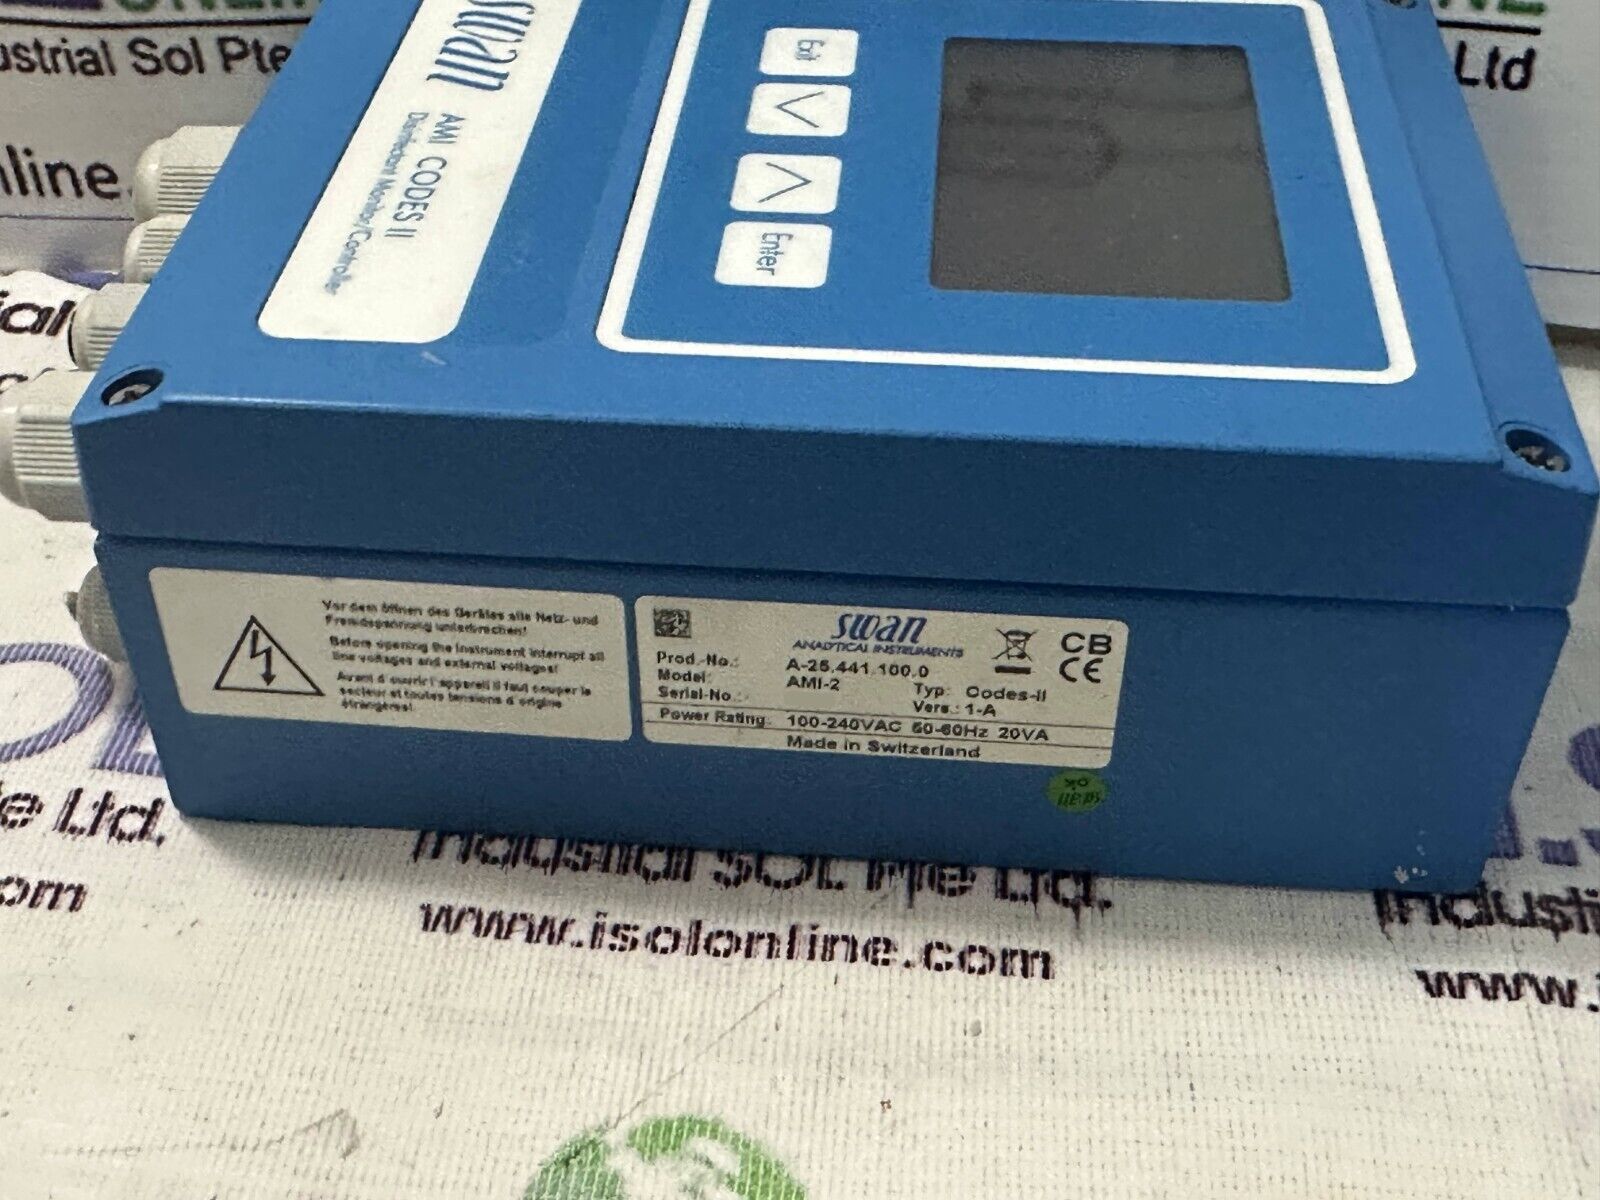 ustrial Sol Pte
Ltd
nline.
swan
AMI CODES II
Disinfectant Monitor/Controller
Exit
Enter
Vor dem öffnen des Gerätes alle Netz- und
Fremdspannung unterbrechen!
Before opening the instrument interrupt all
line voltages and external voltages!
Avant d ouvrir l appareil il faut couper le
secteur et toutes tensions d origine
étrangères!
swan
ANALYTICAL INSTRUMENTS
CB
CE
Prod.-No.: A-25.441.100.0
Model: AMI-2 Typ: Codes-II
Serial-No.: Vers.: 1-A
Power Rating: 100-240VAC 50-60Hz 20VA
Made in Switzerland
swan
ok
e Ltd.
Industrial SOL Pte Ltd.
Industri
om
www.isolonline.com
www.i